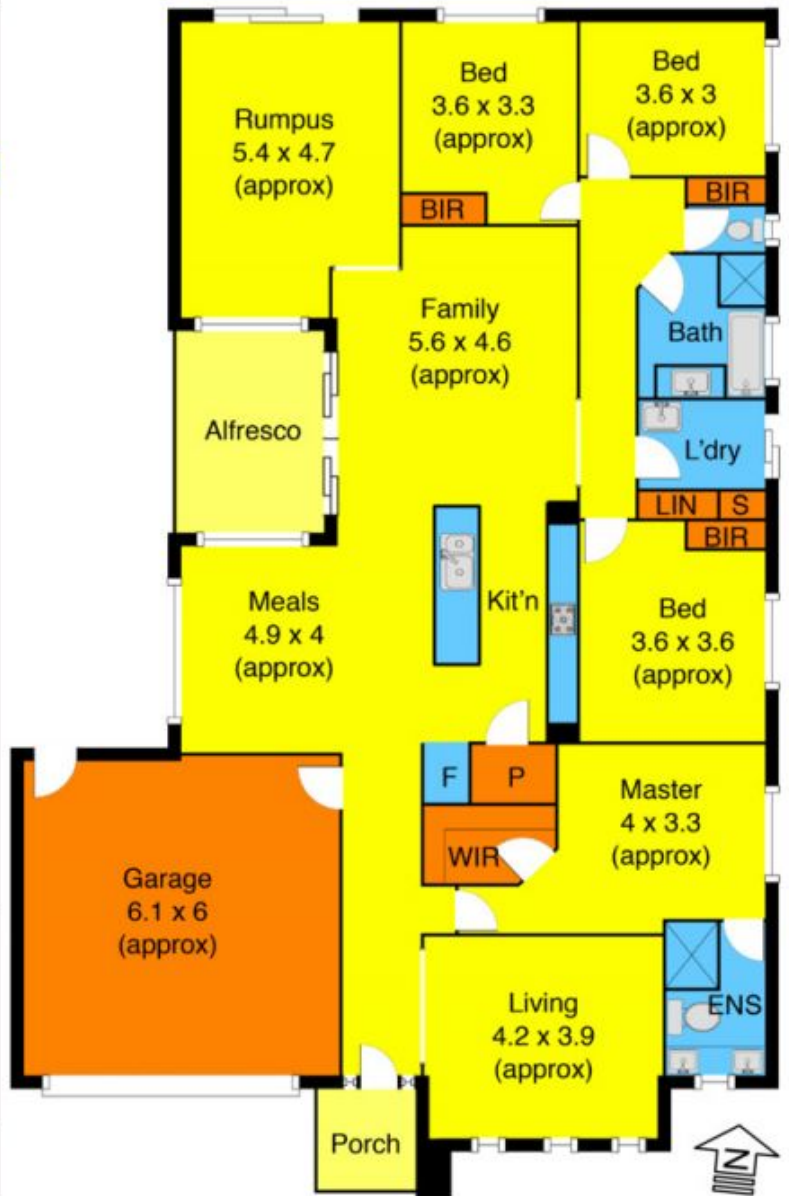 Rumpus
5.4 x 4.7
(approx)
Bed
3.6 x 3.3
(approx)
BIR
Bed
3.6 x 3
(approx)
BIR
Family
5.6 x 4.6
(approx)
Bath
Alfresco
L'dry
LIN
S
BIR
Meals
4.9 x 4
(approx)
Kit'n
Bed
3.6 x 3.6
(approx)
F
P
Master
4 x 3.3
(approx)
WIR
Garage
6.1 x 6
(approx)
Living
4.2 x 3.9
(approx)
ENS
Porch
N